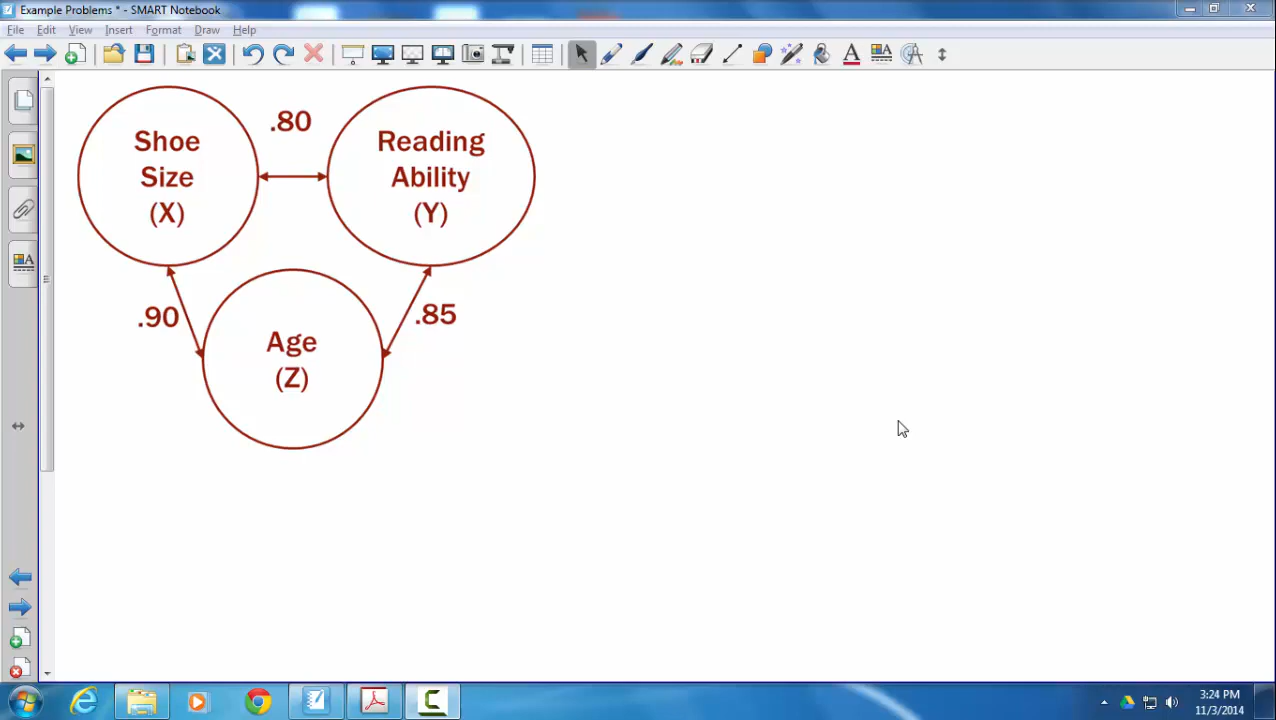 Example Problems * - SMART Notebook
File Edit View Insert Format Draw Help
.80
Shoe
Size
(X)
Reading
Ability
(Y)
.90
.85
Age
(Z)
3:24 PM
11/3/2014